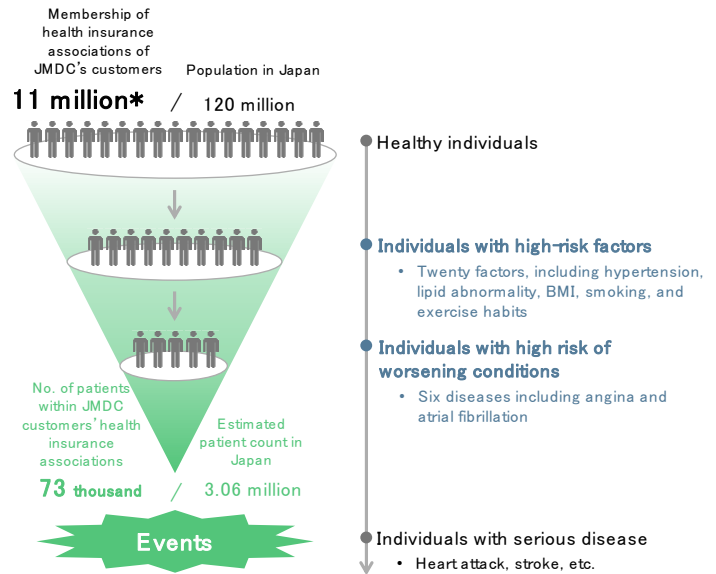 Membership of
health insurance
associations of
JMDC's customers
Population in Japan
11 million* / 120 million
Healthy individuals
Individuals with high-risk factors
• Twenty factors, including hypertension,
lipid abnormality, BMI, smoking, and
exercise habits
Individuals with high risk of
worsening conditions
• Six diseases including angina and
atrial fibrillation
No. of patients
within JMDC
customers' health
insurance
associations
Estimated
patient count in
Japan
73 thousand / 3.06 million
Events
Individuals with serious disease
• Heart attack, stroke, etc.